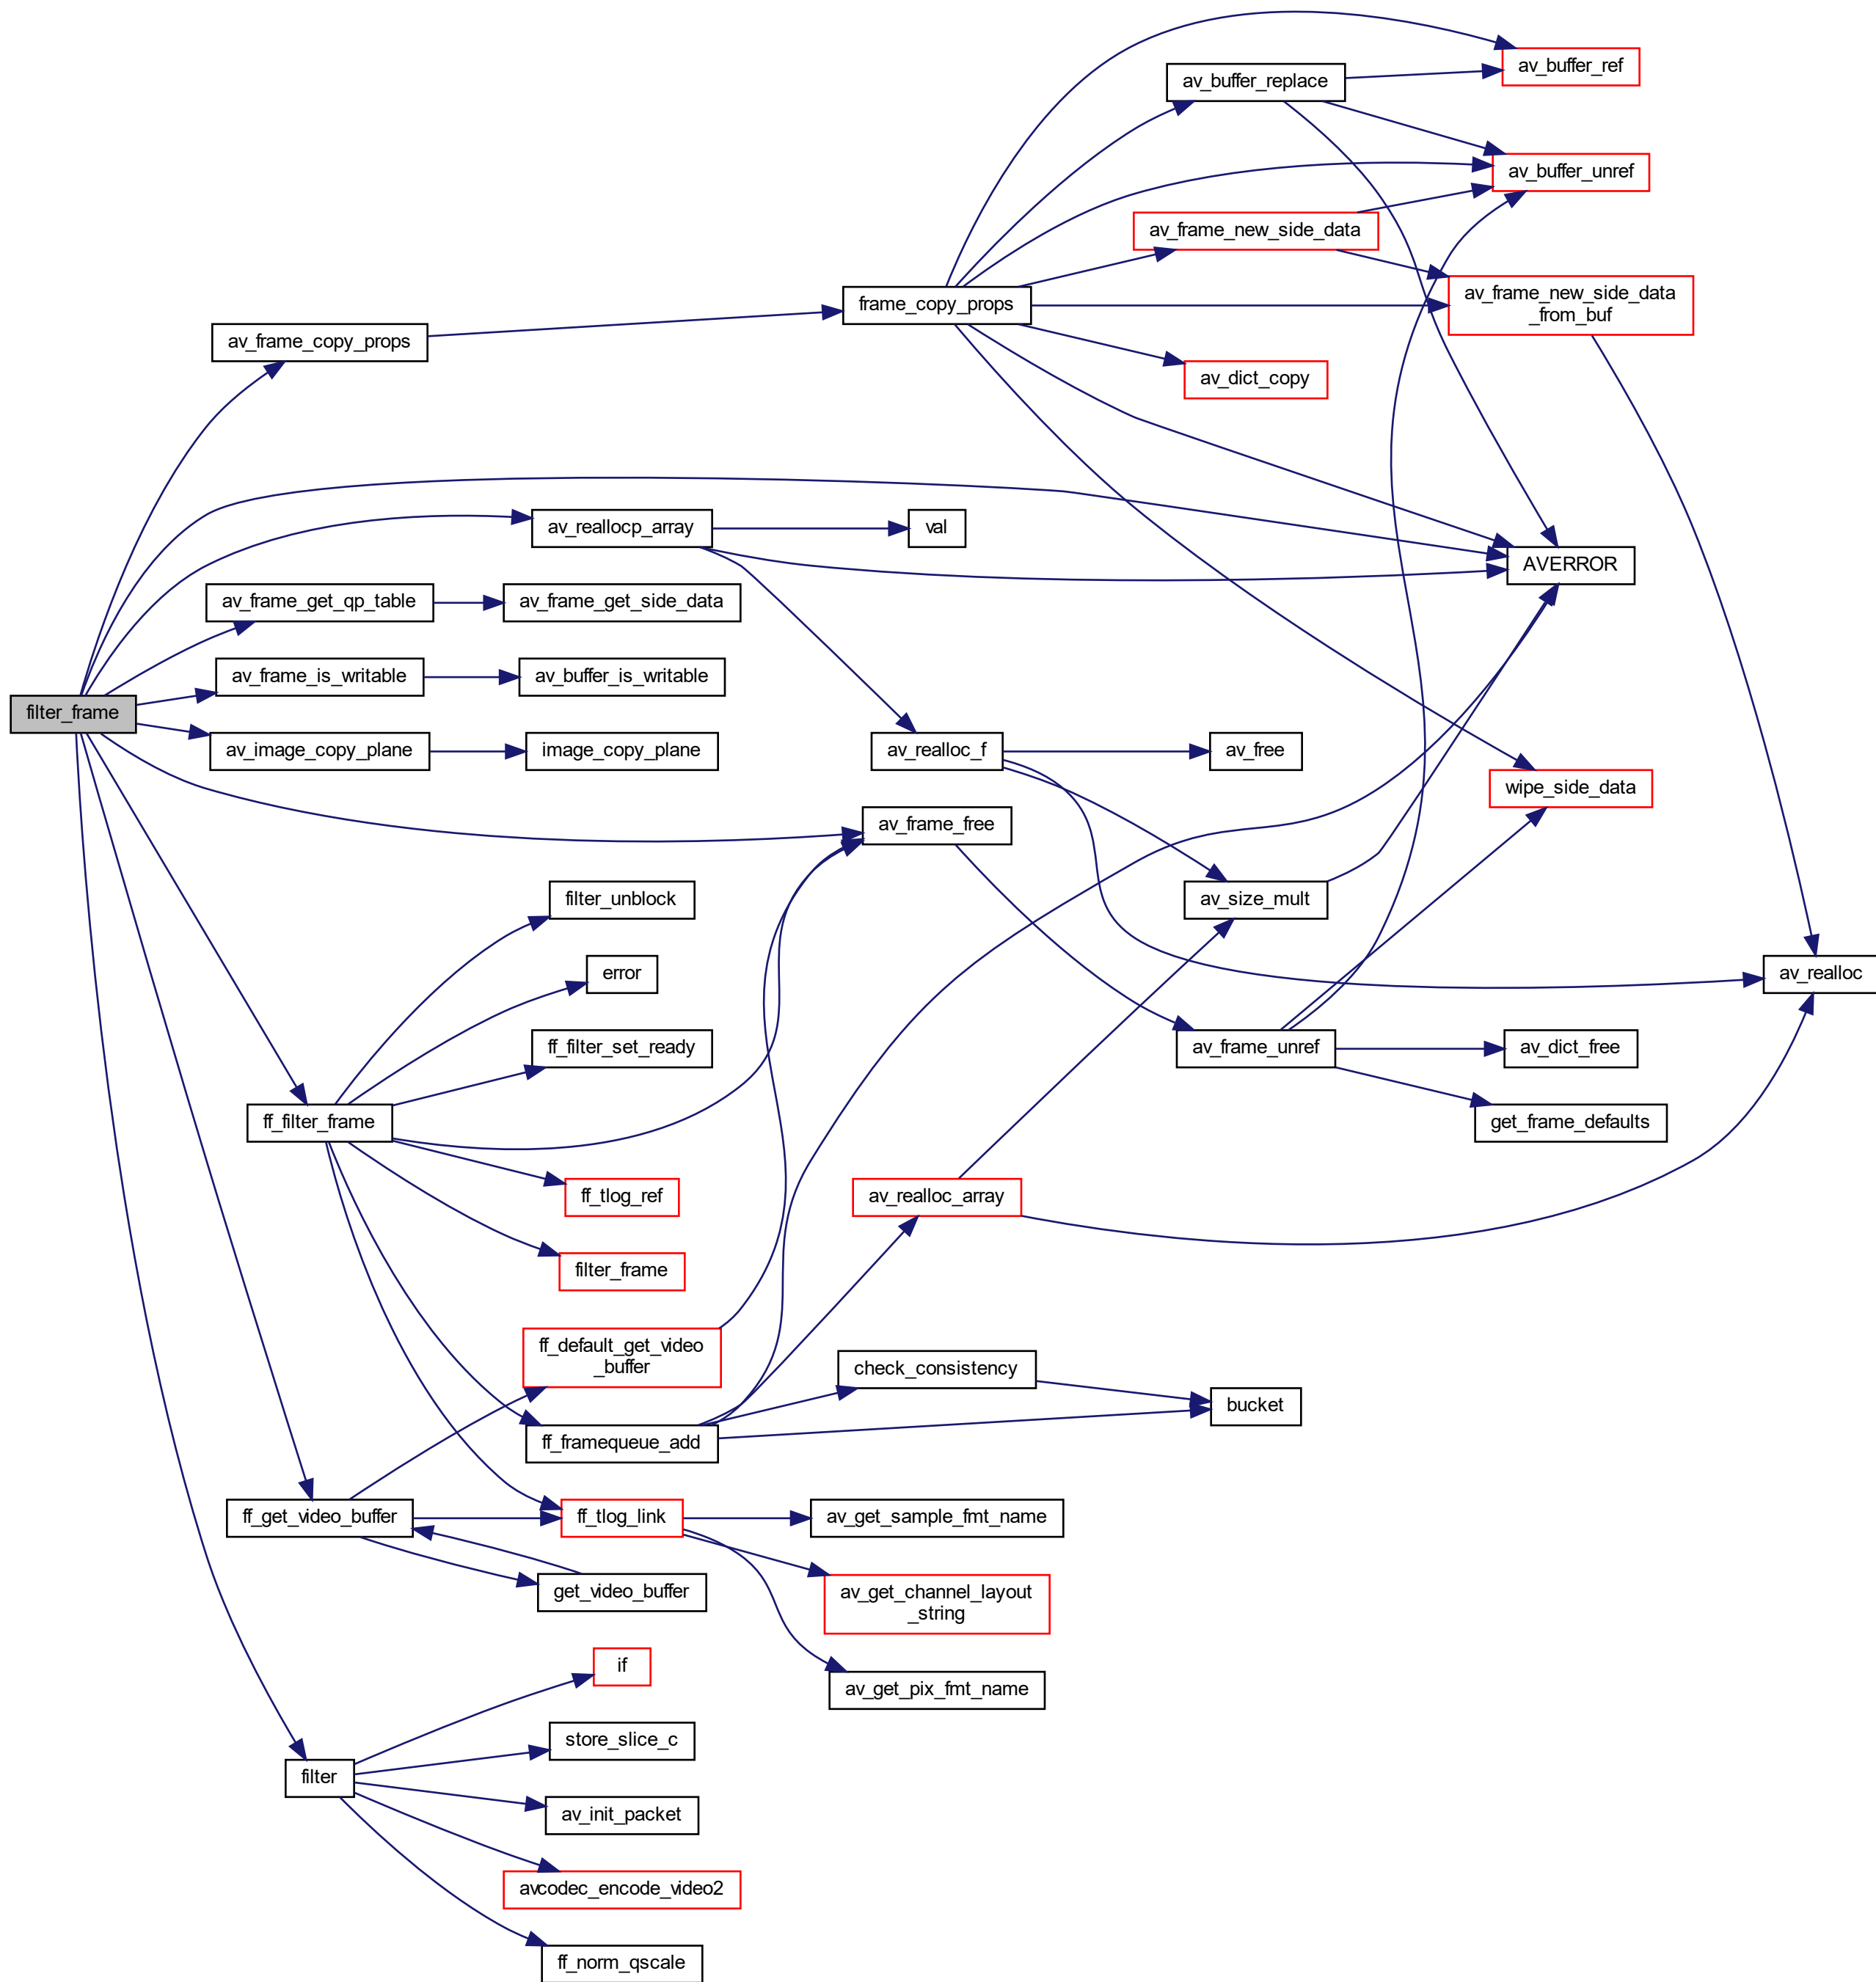 av_buffer_ref
av_buffer_replace
av_buffer_unref
av_frame_new_side_data
av_frame_new_side_data
_from_buf
frame_copy_props
av_frame_copy_props
av_dict_copy
av_reallocp_array
val
AVERROR
av_frame_get_qp_table
av_frame_get_side_data
av_frame_is_writable
av_buffer_is_writable
filter_frame
av_image_copy_plane
image_copy_plane
av_realloc_f
av_free
wipe_side_data
av_frame_free
filter_unblock
av_size_mult
error
av_realloc
ff_filter_set_ready
av_frame_unref
av_dict_free
ff_filter_frame
get_frame_defaults
ff_tlog_ref
av_realloc_array
filter_frame
ff_default_get_video
_buffer
check_consistency
bucket
ff_framequeue_add
ff_get_video_buffer
ff_tlog_link
av_get_sample_fmt_name
get_video_buffer
av_get_channel_layout
_string
if
av_get_pix_fmt_name
store_slice_c
filter
av_init_packet
avcodec_encode_video2
ff_norm_qscale